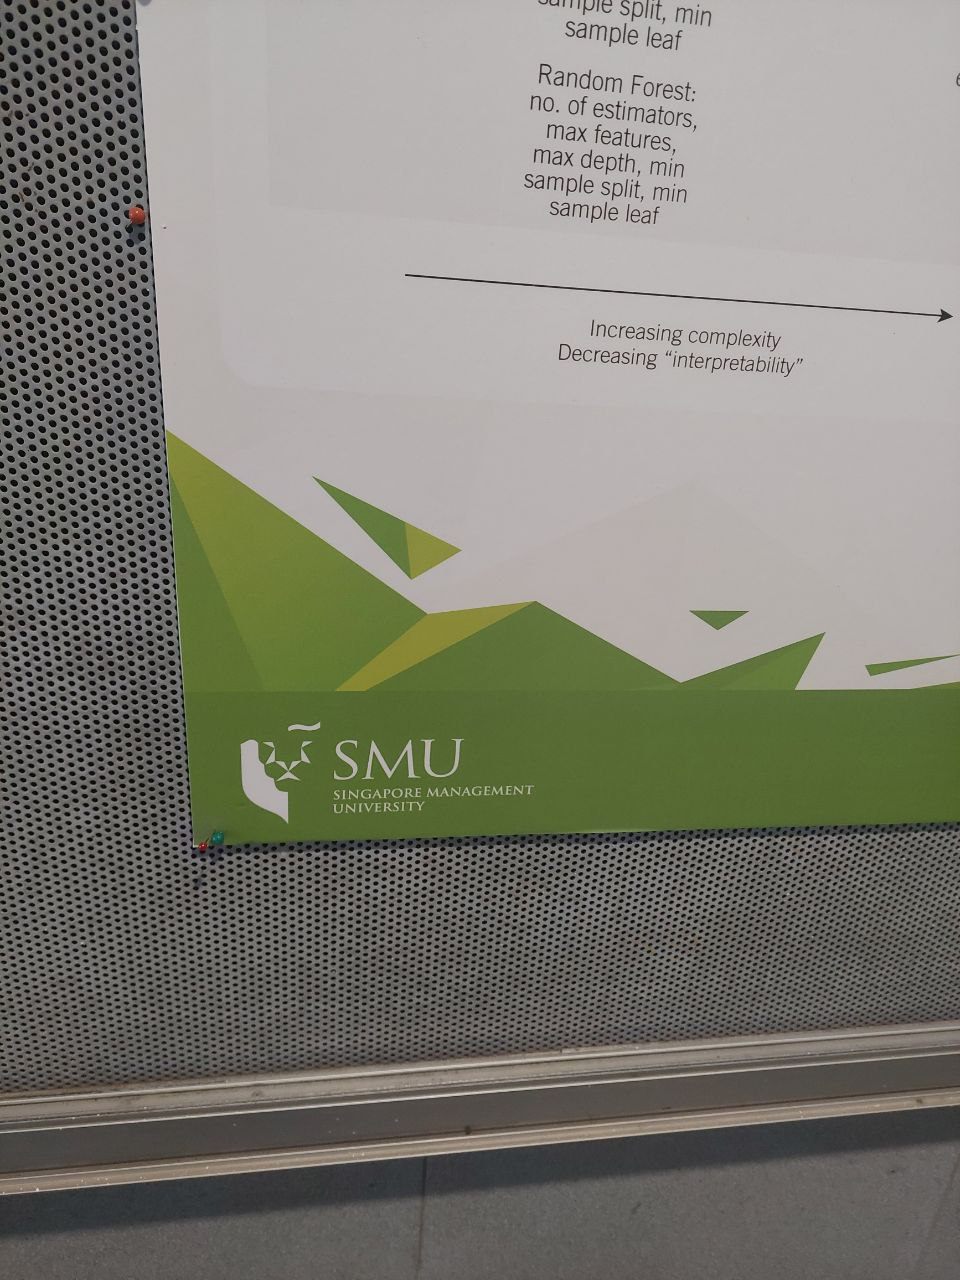 sample split, min
sample leaf
Random Forest:
no. of estimators,
max features,
max depth, min
sample split, min
sample leaf
Increasing complexity
Decreasing “interpretability”
SMU
SINGAPORE MANAGEMENT
UNIVERSITY